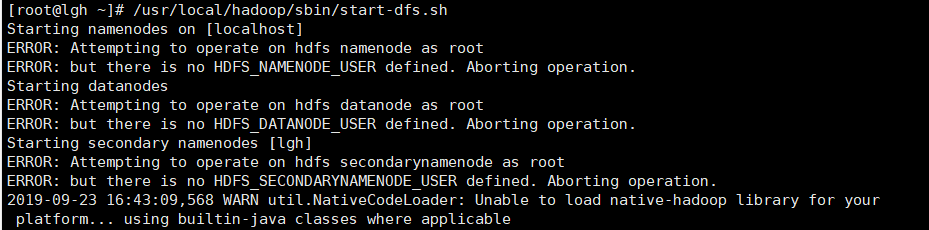 [root@lgh ~]# /usr/local/hadoop/sbin/start-dfs.sh
Starting namenodes on [localhost]
ERROR: Attempting to operate on hdfs namenode as root
ERROR: but there is no HDFS_NAMENODE_USER defined. Aborting operation.
Starting datanodes
ERROR: Attempting to operate on hdfs datanode as root
ERROR: but there is no HDFS_DATANODE_USER defined. Aborting operation.
Starting secondary namenodes [lgh]
ERROR: Attempting to operate on hdfs secondarynamenode as root
ERROR: but there is no HDFS_SECONDARYNAMENODE_USER defined. Aborting operation.
2019-09-23 16:43:09,568 WARN util.NativeCodeLoader: Unable to load native-hadoop library for your
 platform... using builtin-java classes where applicable